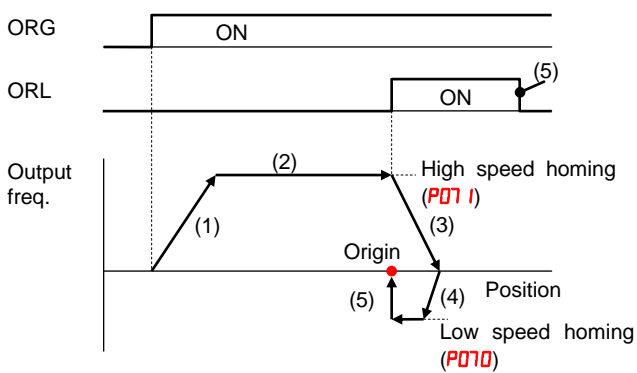 ORG
ON
ORL
ON
(5)
Output
freq.
(2)
High speed homing
(P071)
(1)
(3)
Origin
(5)
(4)
Position
Low speed homing
(P070)